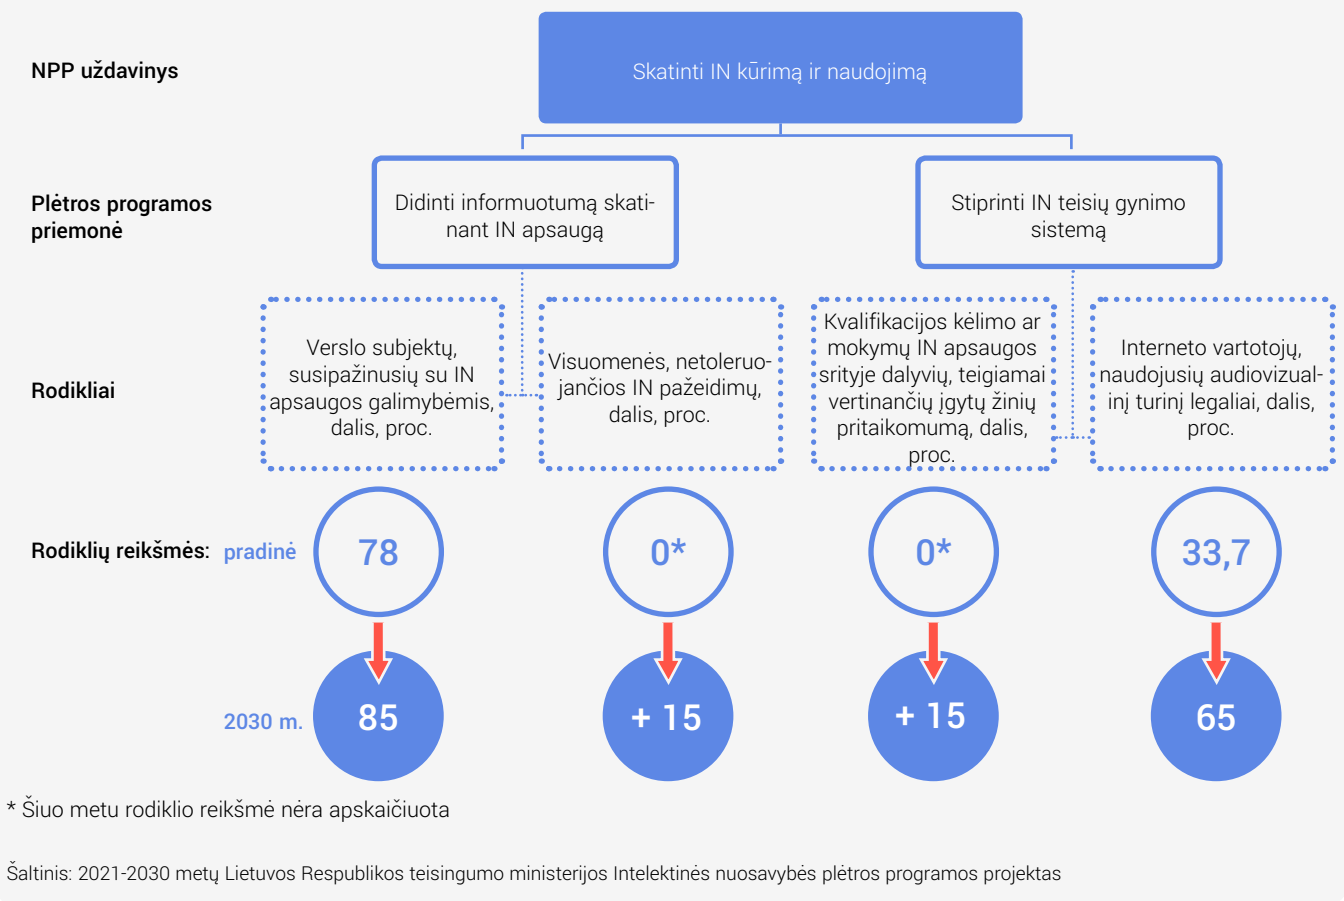 NPP uždavinys
Skatinti IN kūrimą ir naudojimą
Plėtros programos
priemonė
Didinti informuotumą skati-
nant IN apsaugą
Stiprinti IN teisių gynimo
sistemą
Rodikliai
Verslo subjektų,
susipažinusių su IN
apsaugos galimybėmis,
dalis, proc.
Visuomenės, netoleruo-
jančios IN pažeidimų,
dalis, proc.
Kvalifikacijos kėlimo ar
mokymų IN apsaugos
srityje dalyvių, teigiamai
vertinančių įgytų žinių
pritaikomumą, dalis,
proc.
Interneto vartotojų,
naudojusių audiovizual-
inį turinį legaliai, dalis,
proc.
Rodiklių reikšmės: pradinė
78
0*
0*
33,7
2030 m.
85
+ 15
+ 15
65
* Šiuo metu rodiklio reikšmė nėra apskaičiuota
Šaltinis: 2021-2030 metų Lietuvos Respublikos teisingumo ministerijos Intelektinės nuosavybės plėtros programos projektas